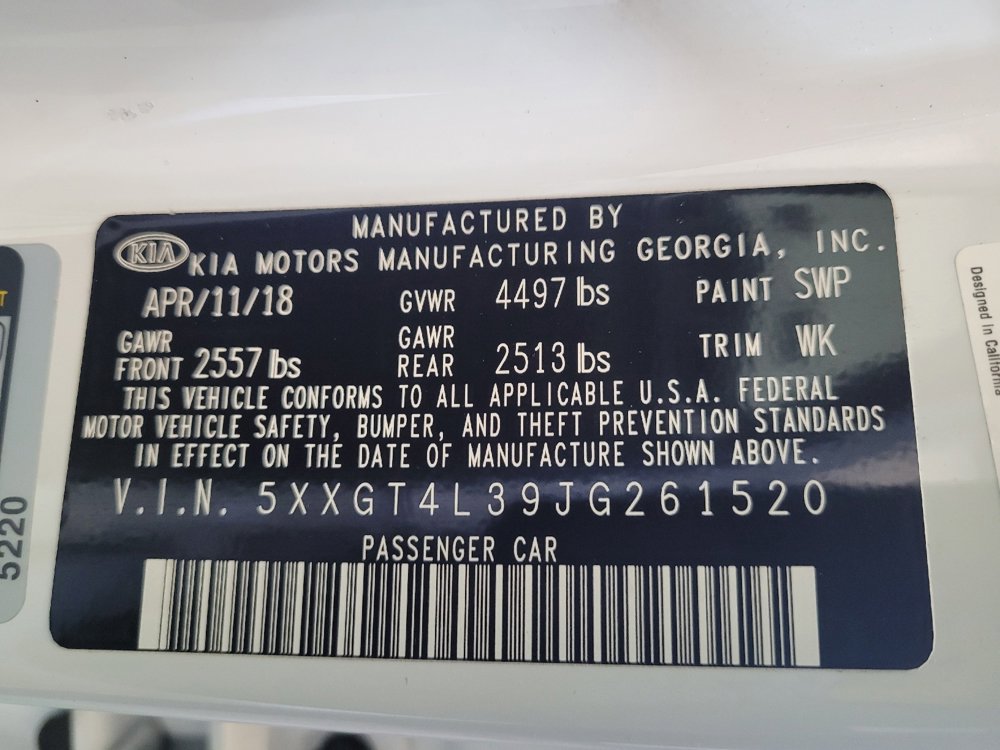 MANUFACTURED BY
KIA KIA MOTORS MANUFACTURING GEORGIA, INC.
APR/11/18 GVWR 4497 lbs PAINT SWP
GAWR FRONT 2557 lbs GAWR REAR 2513 lbs TRIM WK
THIS VEHICLE CONFORMS TO ALL APPLICABLE U.S.A. FEDERAL
MOTOR VEHICLE SAFETY, BUMPER, AND THEFT PREVENTION STANDARDS
IN EFFECT ON THE DATE OF MANUFACTURE SHOWN ABOVE.
V.I.N. 5XXGT4L39JG261520
PASSENGER CAR
5220
Designed in California